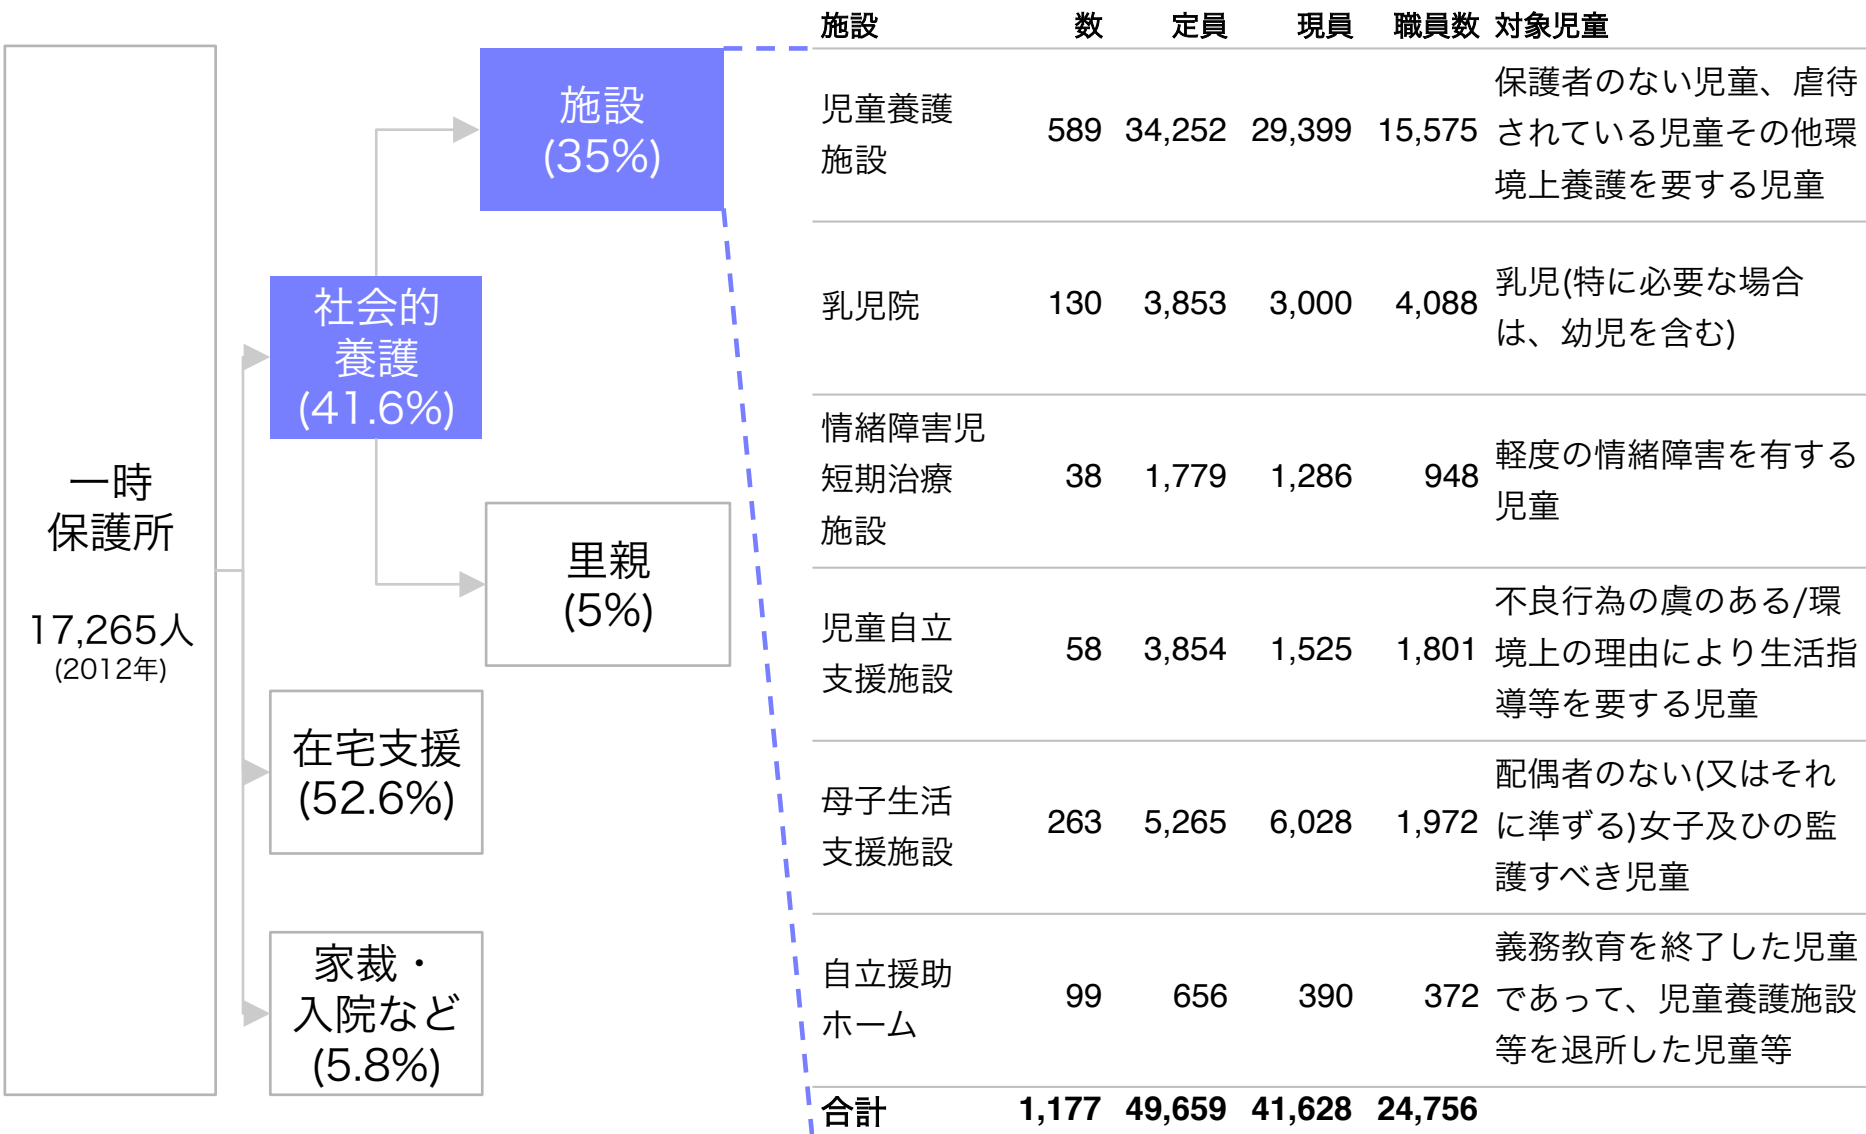 一時
保護所
17,265人
(2012年)
社会的
養護
(41.6%)
在宅支援
(52.6%)
家裁・
入院など
(5.8%)
施設
(35%)
里親
(5%)
施設 数 定員 現員 職員数 対象児童
児童養護
施設
589 34,252 29,399 15,575
保護者のない児童、虐待
されている児童その他環
境上養護を要する児童
乳児院 130 3,853 3,000 4,088
乳児(特に必要な場合
は、幼児を含む)
情緒障害児
短期治療
施設
38 1,779 1,286 948
軽度の情緒障害を有する
児童
児童自立
支援施設
58 3,854 1,525 1,801
不良行為の虞のある/環
境上の理由により生活指
導等を要する児童
母子生活
支援施設
263 5,265 6,028 1,972
配偶者のない(又はそれ
に準ずる)女子及ひの監
護すべき児童
自立援助
ホーム
99 656 390 372
義務教育を終了した児童
であって、児童養護施設
等を退所した児童等
合計 1,177 49,659 41,628 24,756